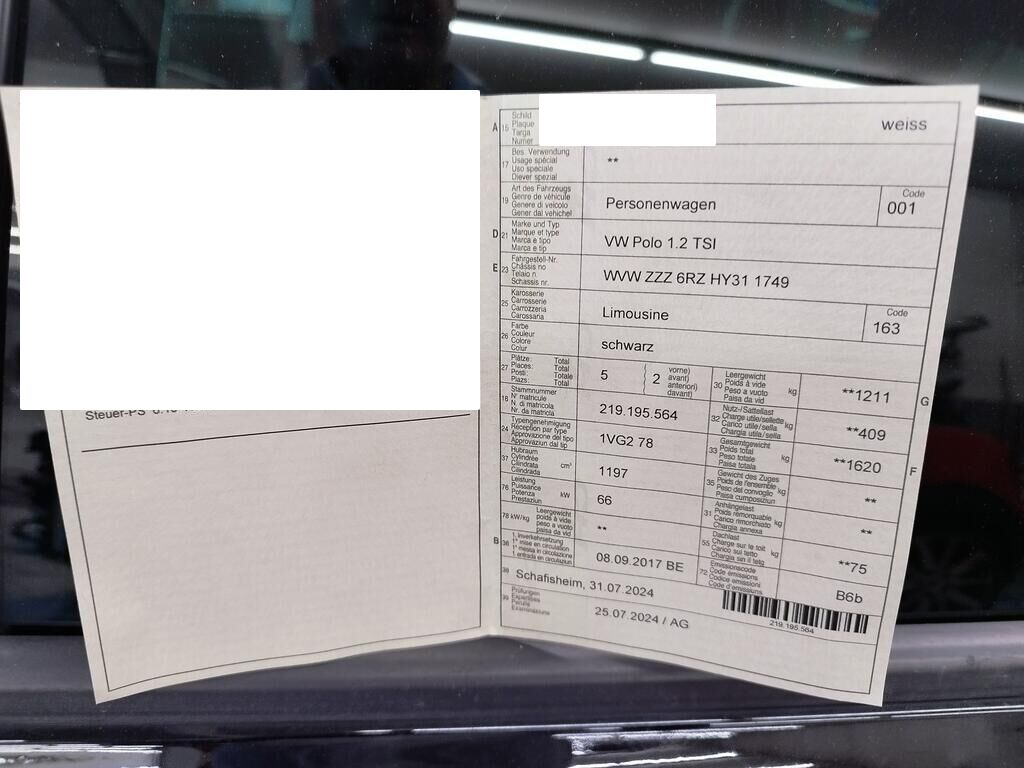 Steuer-PS
A 15 Schild
Plaque
Targa
Numer
weiss
17 Bes. Verwendung
Usage spécial
Uso speciale
Diever spezial
**
19 Art des Fahrzeugs
Genre de véhicule
Genere di veicolo
Gener dal vehichel
Personenwagen
Code
001
D 21 Marke und Typ
Marque et type
Marca e tipo
Marca e tip
VW Polo 1.2 TSI
E 23 Fahrgestell-Nr.
Châssis no
Telaio n.
Schassis nr.
WVW ZZZ 6RZ HY31 1749
25 Karosserie
Carrosserie
Carrozzeria
Carossaria
Limousine
Code
163
26 Farbe
Couleur
Colore
Colur
schwarz
27 Plätze: Total
Places: Total
Posti: Totale
Plazs: Total
5
2
vorne)
avant)
anteriori)
davant)
30 Leergewicht
Poids à vide kg
Peso a vuoto
Paisa da vid
**1211
G
18 Stammnummer
N° matricule
N. di matricola
Nr. da matricla
219.195.564
32 Nutz-/Sattellast
Charge utile/sellette kg
Carico utile/sella
Chargia utila/sella
**409
24 Typengenehmigung
Réception par type
Approvazione del tipo
Approvaziun dal tip
1VG2 78
33 Gesamtgewicht
Poids total kg
Peso totale
Paisa totala
**1620
F
37 Hubraum
Cylindrée cm³
Cilindrata
Cilindrada
1197
35 Gewicht des Zuges
Poids de l'ensemble kg
Peso del convoglio
Paisa cumposiziun
**
76 Leistung
Puissance kW
Potenza
Prestaziun
66
31 Anhängelast
Poids remorquable kg
Carico rimorchiato
Chargia annexa
**
78 kW/kg Leergewicht
poids à vide
peso a vuoto
paisa da vid
**
55 Dachlast
Charge sur le toit kg
Carico sul tetto
Chargia sin il tetg
**75
B 36 1. Inverkehrsetzung
1re mise en circulation
1a messa in circolazione
1. entrada en circulaziun
08.09.2017 BE
72 Emissionscode
Code émissions
Codice emissioni
Code d'emissiuns
B6b
38 Schafisheim, 31.07.2024
39 Prüfungen
Expertises
Perizie
Examinaziuns
25.07.2024 / AG
219.195.564